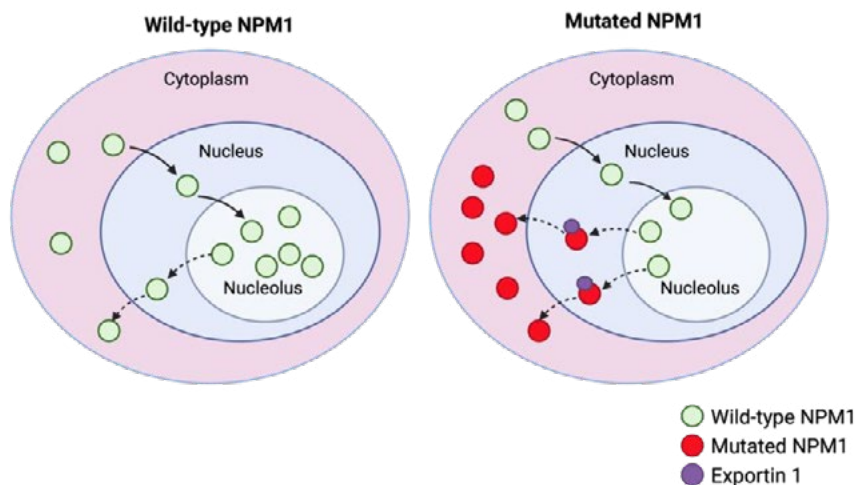 Wild-type NPM1
Mutated NPM1
Cytoplasm
Nucleus
Nucleolus
Cytoplasm
Nucleus
Nucleolus
Wild-type NPM1
Mutated NPM1
Exportin 1